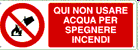 QUI NON USARE
ACQUA PER
SPEGNERE
INCENDI